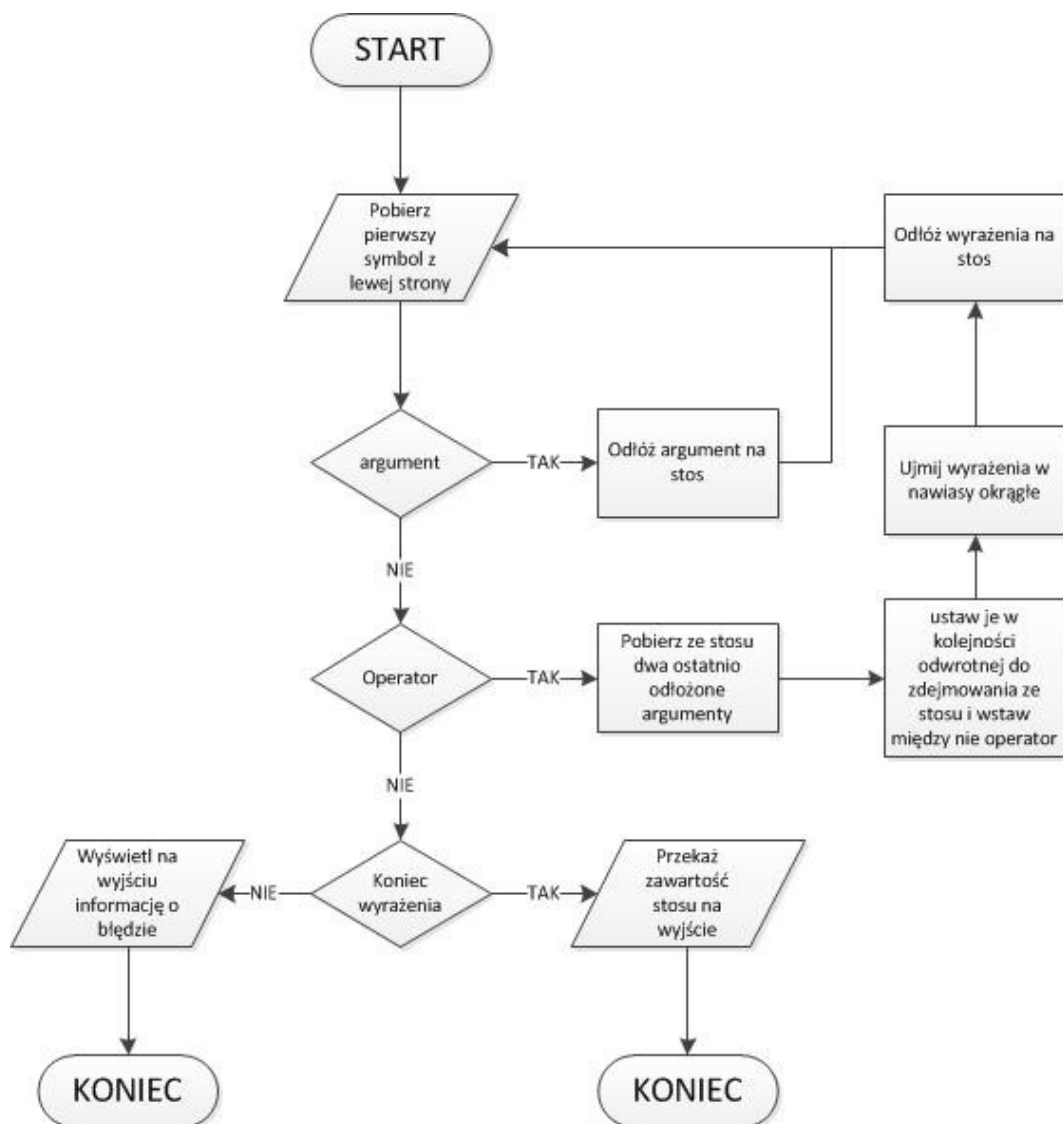 START
Pobierz
pierwszy
symbol z
lewej strony
Odłóż wyrażenia na
stos
argument
TAK
Odłóż argument na
stos
Ujmij wyrażenia w
nawiasy okrągłe
NIE
Operator
TAK
Pobierz ze stosu
dwa ostatnio
odłożone
argumenty
ustaw je w
kolejności
odwrotnej do
zdejmowania ze
stosu i wstaw
między nie operator
NIE
Wyświetl na
wyjściu
informację o
błędzie
NIE
Koniec
wyrażenia
TAK
Przekaż
zawartość
stosu na
wyjście
KONIEC
KONIEC